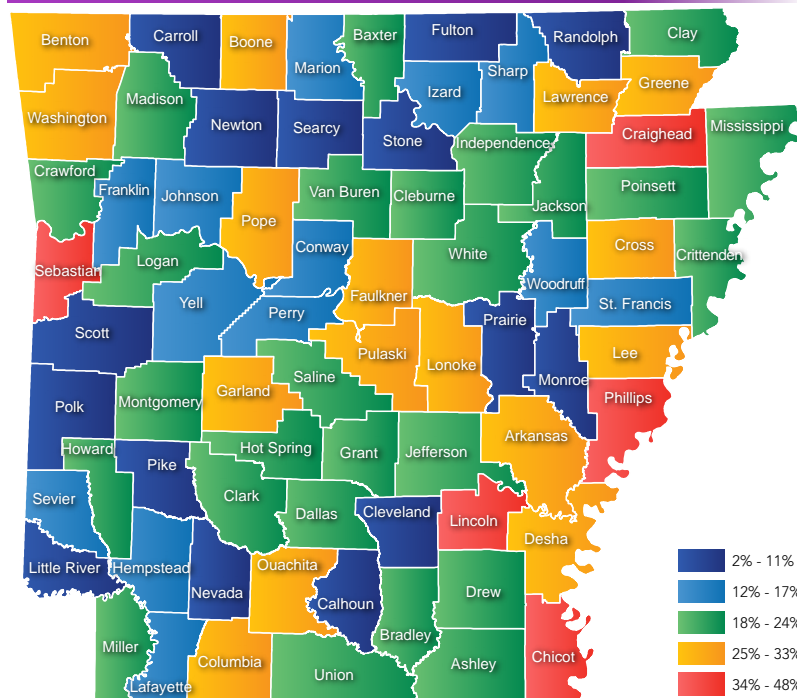 Benton
Carroll
Boone
Marion
Baxter
Fulton
Randolph
Clay
Sharp
Izard
Lawrence
Greene
Washington
Madison
Newton
Searcy
Stone
Independence
Craighead
Mississippi
Crawford
Franklin
Johnson
Pope
Van Buren
Cleburne
Jackson
Poinsett
Sebastian
Logan
Conway
White
Cross
Crittenden
Woodruff
Yell
Perry
Faulkner
Prairie
St. Francis
Scott
Pulaski
Lonoke
Lee
Polk
Montgomery
Garland
Saline
Monroe
Phillips
Howard
Pike
Hot Spring
Grant
Jefferson
Arkansas
Sevier
Clark
Dallas
Cleveland
Lincoln
Desha
Little River
Hempstead
Nevada
Ouachita
Calhoun
Drew
Miller
Lafayette
Columbia
Union
Bradley
Ashley
Chicot
2% - 11%
12% - 17%
18% - 24%
25% - 33%
34% - 48%